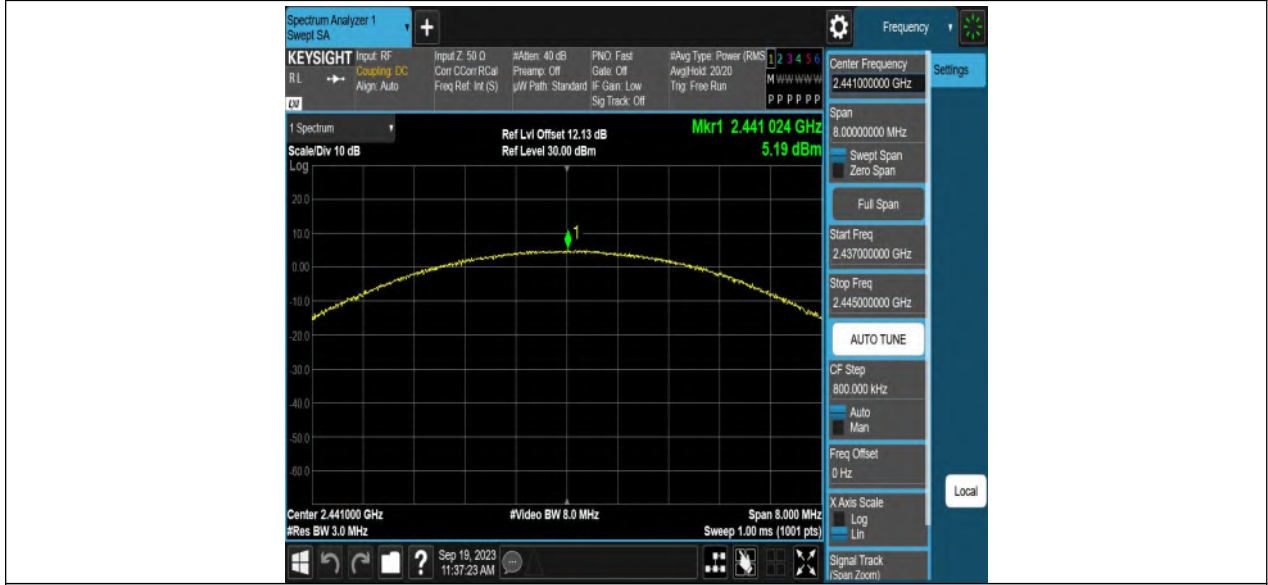 Spectrum Analyzer 1
Swept SA
+
Frequency
KEYSIGHT
RL
LXI
Input: RF
Coupling: DC
Align: Auto
Input Z: 50 Ω
Corr CCorr RCal
Freq Ref: Int (S)
#Atten: 40 dB
Preamp: Off
µW Path: Standard
PNO: Fast
Gate: Off
IF Gain: Low
Sig Track: Off
#Avg Type: Power (RMS
Avg|Hold: 20/20
Trig: Free Run
1 2 3 4 5 6
M W W W W W
P P P P P P
1 Spectrum
Scale/Div 10 dB
Ref Lvl Offset 12.13 dB
Ref Level 30.00 dBm
Mkr1 2.441 024 GHz
5.19 dBm
Log
20.0
10.0
0.00
-10.0
-20.0
-30.0
-40.0
-50.0
-60.0
1
Center 2.441000 GHz
#Res BW 3.0 MHz
#Video BW 8.0 MHz
Span 8.000 MHz
Sweep 1.00 ms (1001 pts)
Sep 19, 2023
11:37:23 AM
?
Center Frequency
2.441000000 GHz
Span
8.00000000 MHz
Swept Span
Zero Span
Full Span
Start Freq
2.437000000 GHz
Stop Freq
2.445000000 GHz
AUTO TUNE
CF Step
800.000 kHz
Auto
Man
Freq Offset
0 Hz
X Axis Scale
Log
Lin
Signal Track
(Span Zoom)
Settings
Local